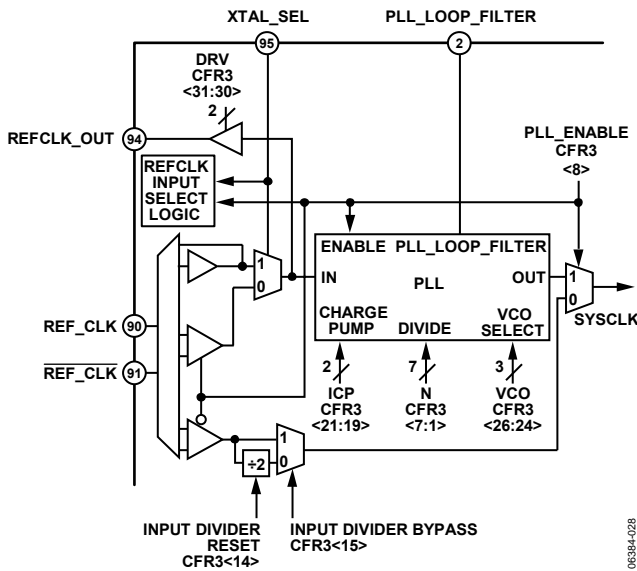 XTAL_SEL
PLL_LOOP_FILTER
95
2
DRV
CFR3
<31:30>
2
REFCLK_OUT
94
PLL_ENABLE
CFR3
<8>
REFCLK
INPUT
SELECT
LOGIC
ENABLE PLL_LOOP_FILTER
1
0
IN
PLL
OUT
1
0
SYSCLK
CHARGE
PUMP
DIVIDE
VCO
SELECT
REF_CLK
90
REF_CLK
91
2
7
3
ICP
CFR3
<21:19>
N
CFR3
<7:1>
VCO
CFR3
<26:24>
1
÷2
0
INPUT DIVIDER
RESET
CFR3<14>
INPUT DIVIDER BYPASS
CFR3<15>
06384-028